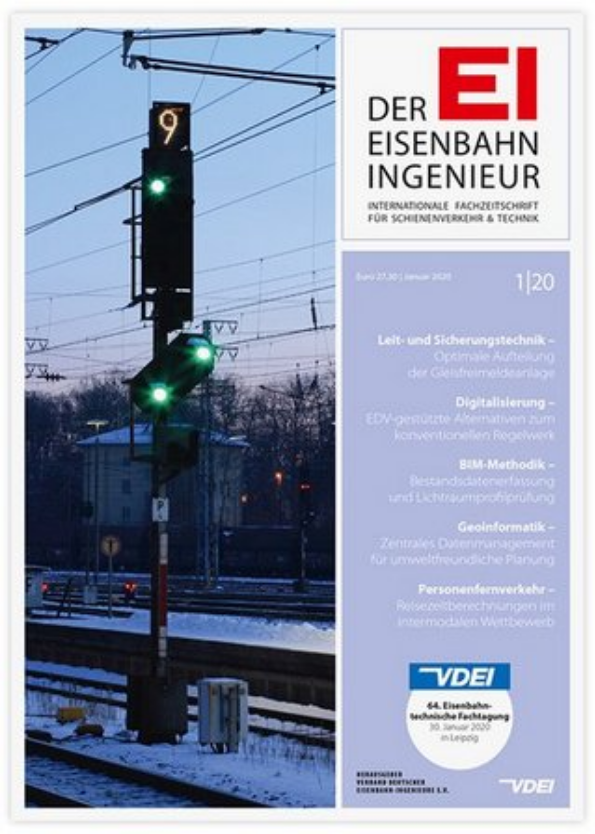 9
P
DER EI
EISENBAHN
INGENIEUR
INTERNATIONALE FACHZEITSCHRIFT
FÜR SCHIENENVERKEHR & TECHNIK
Euro 27,30 | Januar 2020
1|20
Leit- und Sicherungstechnik –
Optimale Aufteilung
der Gleisfreimeldeanlage
Digitalisierung –
EDV-gestützte Alternativen zum
konventionellen Regelwerk
BIM-Methodik –
Bestandsdatenerfassung
und Lichtraumprofilprüfung
Geoinformatik –
Zentrales Datenmanagement
für umweltfreundliche Planung
Personenfernverkehr –
Reisezeitberechnungen im
intermodalen Wettbewerb
VDEI
64. Eisenbahn-
technische Fachtagung
30. Januar 2020
in Leipzig
HERAUSGEBER
VERBAND DEUTSCHER
EISENBAHN-INGENIEURE E.V.
VDEI